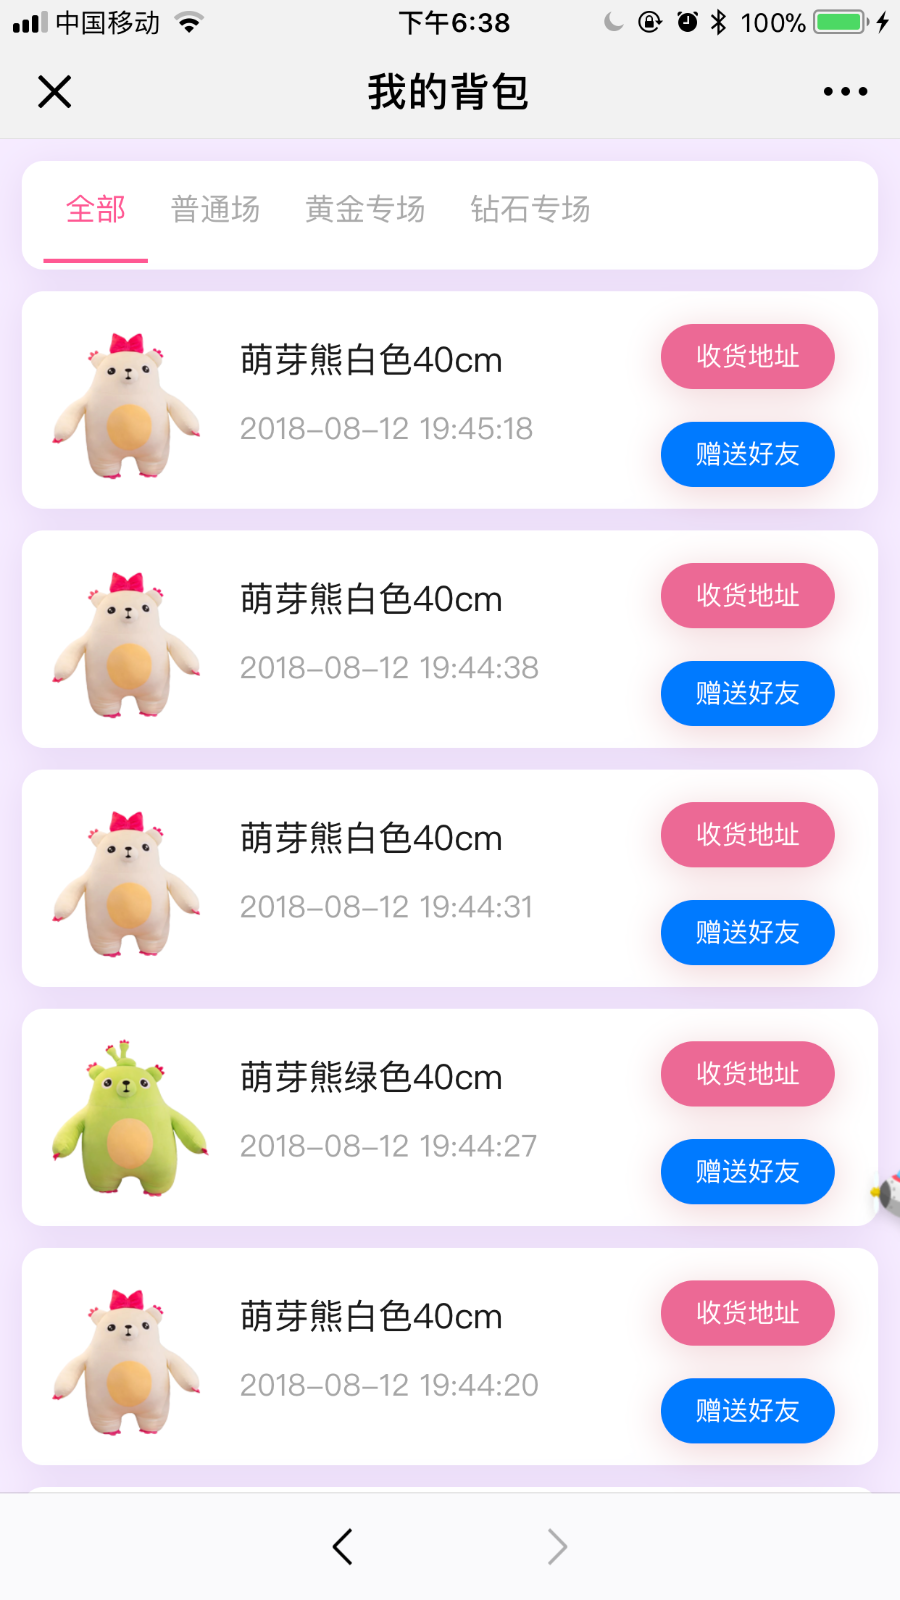 中国移动 下午6:38 100%
我的背包
全部 普通场 黄金专场 钻石专场
萌芽熊白色40cm
收货地址
2018-08-12 19:45:18
赠送好友
萌芽熊白色40cm
收货地址
2018-08-12 19:44:38
赠送好友
萌芽熊白色40cm
收货地址
2018-08-12 19:44:31
赠送好友
萌芽熊绿色40cm
收货地址
2018-08-12 19:44:27
赠送好友
萌芽熊白色40cm
收货地址
2018-08-12 19:44:20
赠送好友